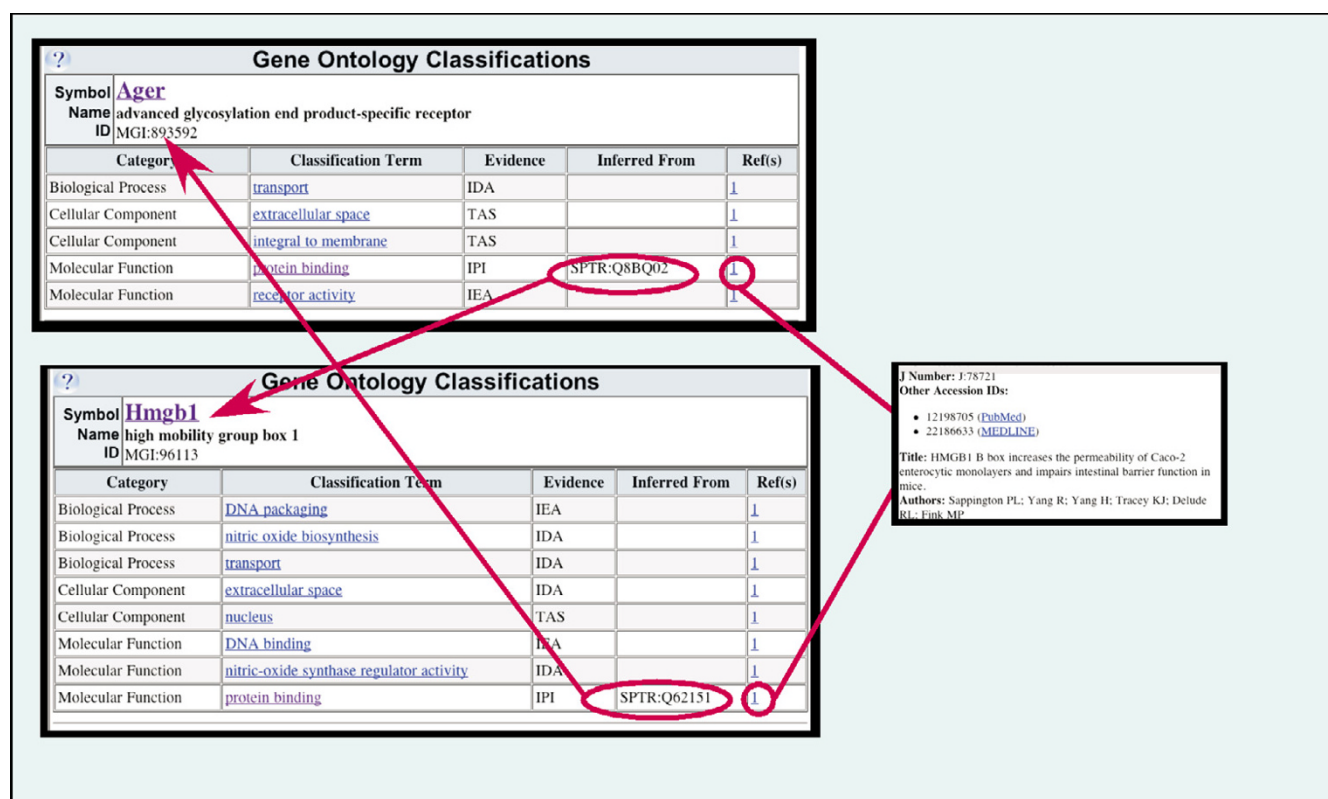 ? Gene Ontology Classifications
Symbol Ager
Name advanced glycosylation end product-specific receptor
ID MGI:893592
Category Classification Term Evidence Inferred From Ref(s)
Biological Process transport IDA 1
Cellular Component extracellular space TAS 1
Cellular Component integral to membrane TAS 1
Molecular Function protein binding IPI SPTR:Q8BQ02 1
Molecular Function receptor activity IEA 1
? Gene Ontology Classifications
Symbol Hmgb1
Name high mobility group box 1
ID MGI:96113
Category Classification Term Evidence Inferred From Ref(s)
Biological Process DNA packaging IEA 1
Biological Process nitric oxide biosynthesis IDA 1
Biological Process transport IDA 1
Cellular Component extracellular space IDA 1
Cellular Component nucleus TAS 1
Molecular Function DNA binding IEA 1
Molecular Function nitric-oxide synthase regulator activity IDA 1
Molecular Function protein binding IPI SPTR:Q62151 1
J Number: J:78721
Other Accession IDs:
• 12198705 (PubMed)
• 22186633 (MEDLINE)
Title: HMGB1 B box increases the permeability of Caco-2
enterocytic monolayers and impairs intestinal barrier function in
mice.
Authors: Sappington PL; Yang R; Yang H; Tracey KJ; Delude
RL; Fink MP